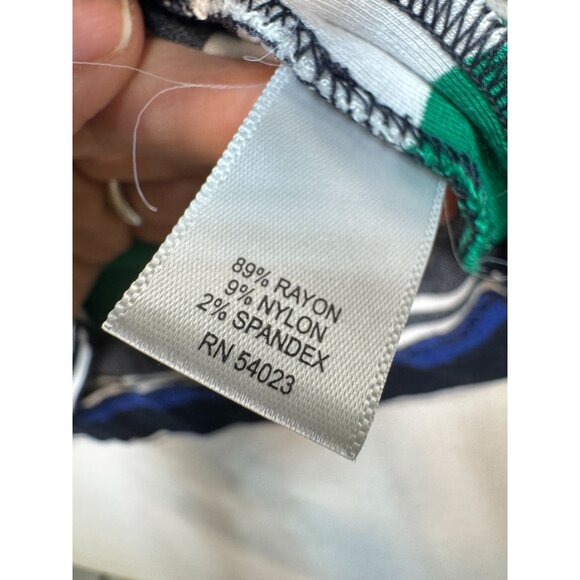 89% RAYON
9% NYLON
2% SPANDEX
RN 54023